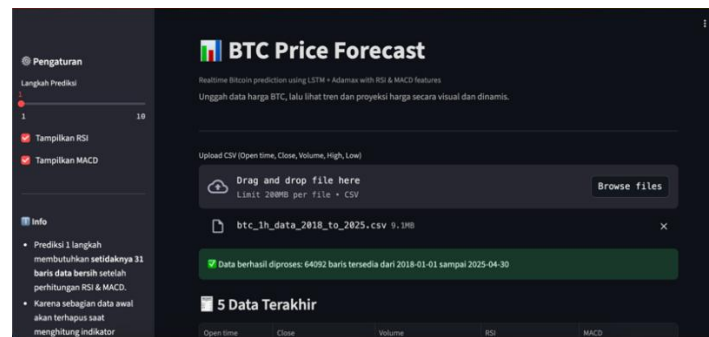 Pengaturan
Langkah Prediksi
1
1 10
Tampilkan RSI
Tampilkan MACD
Info
Prediksi 1 langkah
membutuhkan setidaknya 31
baris data bersih setelah
perhitungan RSI & MACD.
Karena sebagian data awal
akan terhapus saat
menghitung indikator
BTC Price Forecast
Realtime Bitcoin prediction using LSTM + Adamax with RSI & MACD features
Unggah data harga BTC, lalu lihat tren dan proyeksi harga secara visual dan dinamis.
Upload CSV (Open time, Close, Volume, High, Low)
Drag and drop file here
Limit 200MB per file • CSV
Browse files
btc_1h_data_2018_to_2025.csv 9.1MB
Data berhasil diproses: 64092 baris tersedia dari 2018-01-01 sampai 2025-04-30
5 Data Terakhir
Open time Close Volume RSI MACD